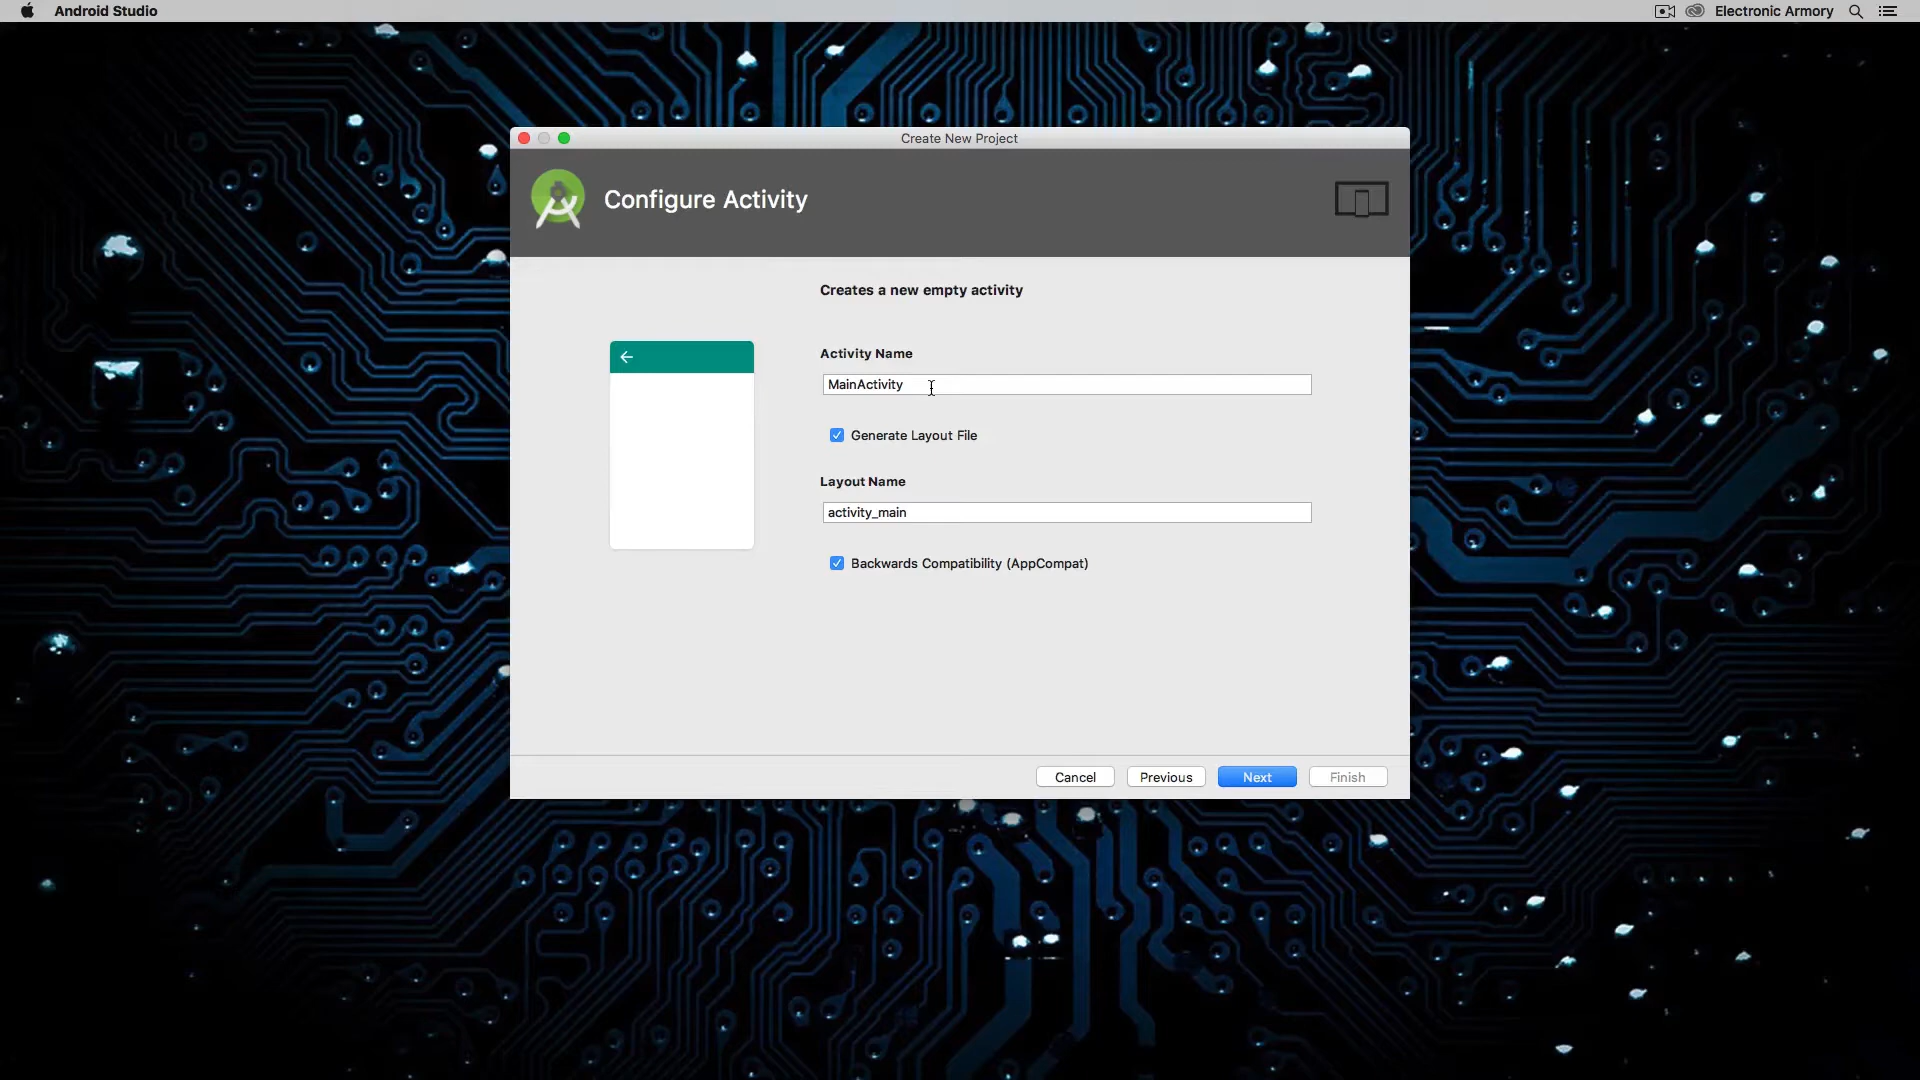 Android Studio
Electronic Armory
Create New Project
Configure Activity
Creates a new empty activity
Activity Name
MainActivity
Generate Layout File
Layout Name
activity_main
Backwards Compatibility (AppCompat)
Cancel
Previous
Next
Finish